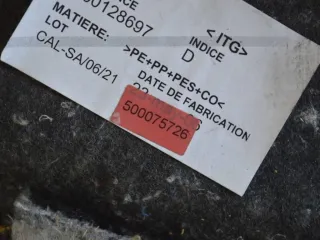 00128697
<ITG>
MATIERE:
INDICE
LOT
D
>PE+PP+PES+CO<
CAL-SA/06/21
DATE DE FABRICATION
500075726